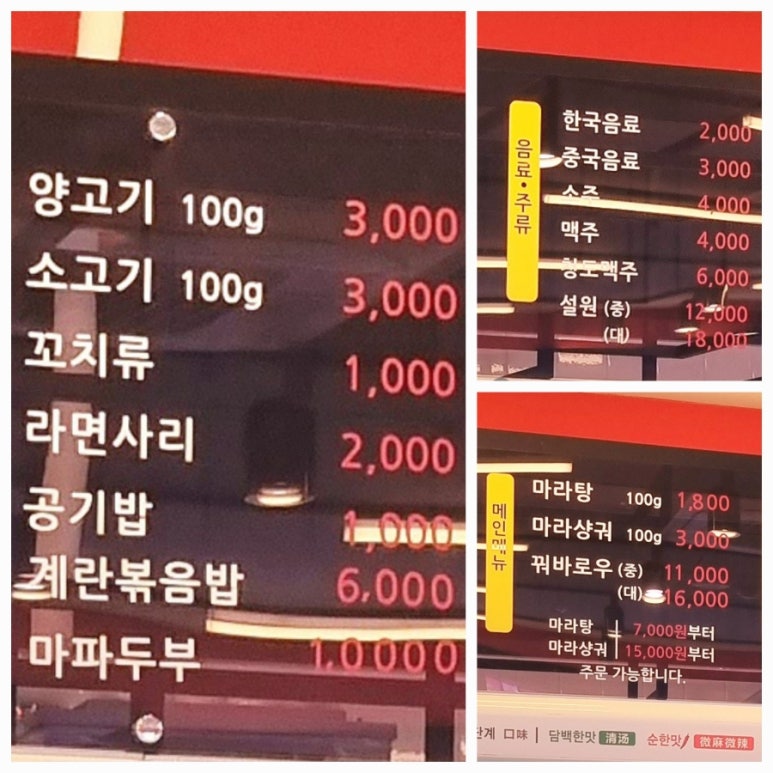 양고기 100g 3,000
소고기 100g 3,000
꼬치류 1,000
라면사리 2,000
공기밥 1,000
계란볶음밥 6,000
마파두부 1,0000
음료•주류
한국음료 2,000
중국음료 3,000
소주 4,000
맥주 4,000
칭도맥주 6,000
설원 (중) 12,000
(대) 18,000
메인메뉴
마라탕 100g 1,800
마라샹궈 100g 3,000
꿔바로우 (중) 11,000
(대) 16,000
마라탕 7,000원부터
마라샹궈 15,000원부터
주문 가능합니다.
단계 口味 | 담백한맛 清汤 순한맛 微麻微辣